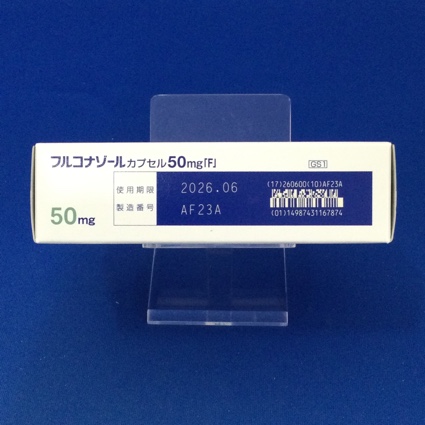 フルコナゾールカプセル50mg「F」
GS1
使用期限 2026.06
製造番号 AF23A
(17)260600(10)AF23A
(01)14987431167874
50mg